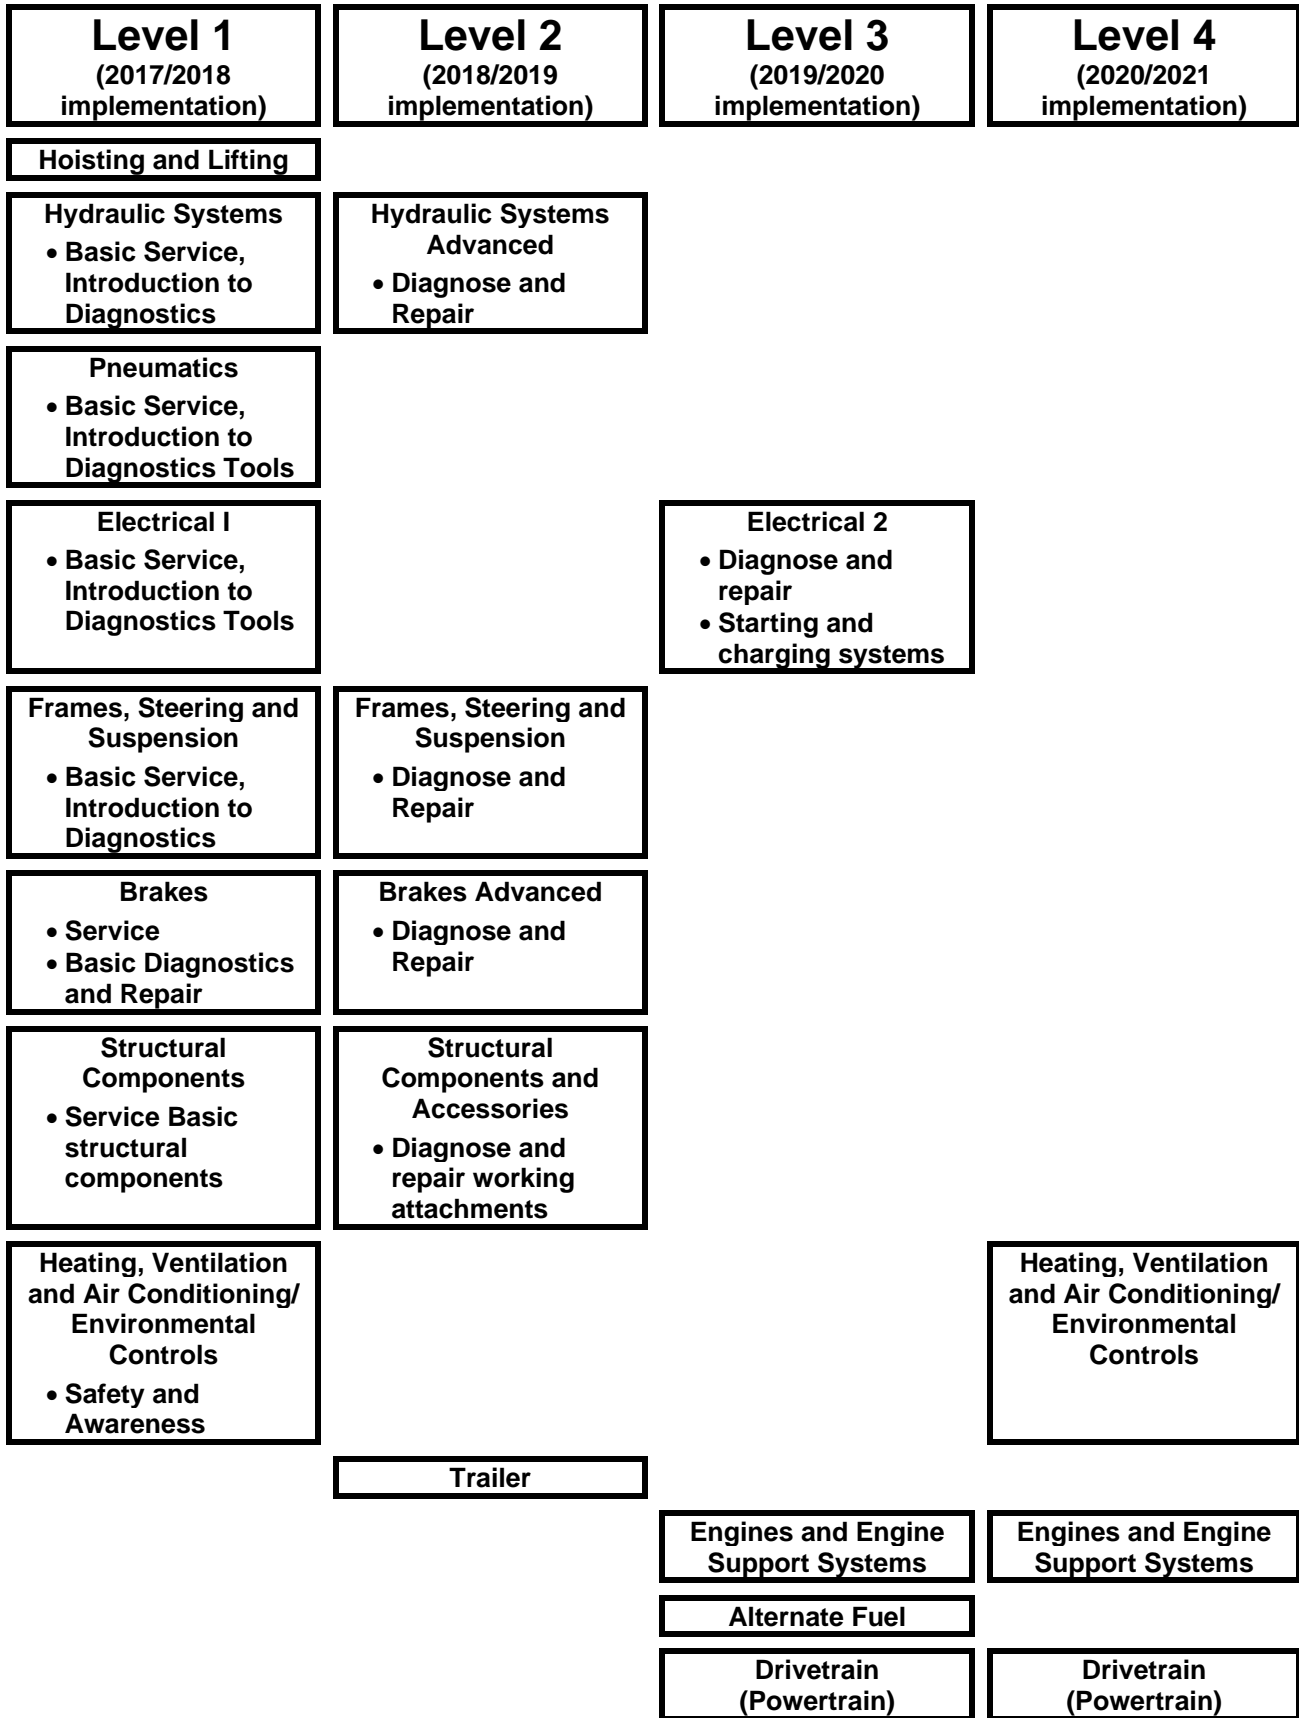 Level 1
(2017/2018
implementation)
Level 2
(2018/2019
implementation)
Level 3
(2019/2020
implementation)
Level 4
(2020/2021
implementation)
Hoisting and Lifting
Hydraulic Systems
• Basic Service,
Introduction to
Diagnostics
Hydraulic Systems
Advanced
• Diagnose and
Repair
Pneumatics
• Basic Service,
Introduction to
Diagnostics Tools
Electrical I
• Basic Service,
Introduction to
Diagnostics Tools
Electrical 2
• Diagnose and
repair
• Starting and
charging systems
Frames, Steering and
Suspension
• Basic Service,
Introduction to
Diagnostics
Frames, Steering and
Suspension
• Diagnose and
Repair
Brakes
• Service
• Basic Diagnostics
and Repair
Brakes Advanced
• Diagnose and
Repair
Structural
Components
• Service Basic
structural
components
Structural
Components and
Accessories
• Diagnose and
repair working
attachments
Heating, Ventilation
and Air Conditioning/
Environmental
Controls
• Safety and
Awareness
Heating, Ventilation
and Air Conditioning/
Environmental
Controls
Trailer
Engines and Engine
Support Systems
Engines and Engine
Support Systems
Alternate Fuel
Drivetrain
(Powertrain)
Drivetrain
(Powertrain)